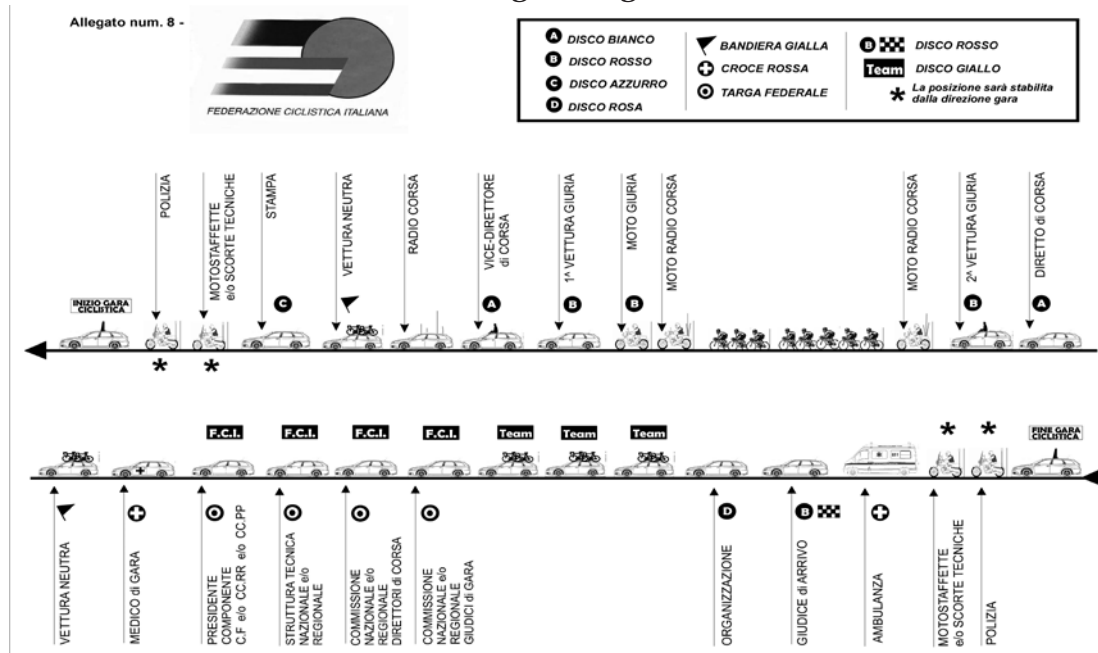 Allegato num. 8 -
FEDERAZIONE CICLISTICA ITALIANA
A DISCO BIANCO
B DISCO ROSSO
C DISCO AZZURRO
D DISCO ROSA
BANDIERA GIALLA
CROCE ROSSA
TARGA FEDERALE
B DISCO ROSSO
Team DISCO GIALLO
* La posizione sarà stabilita
dalla direzione gara
POLIZIA
MOTOSTAFFETTE
e/o SCORTE TECNICHE
STAMPA
VETTURA NEUTRA
RADIO CORSA
VICE-DIRETTORE
di CORSA
1^ VETTURA GIURIA
MOTO GIURIA
MOTO RADIO CORSA
MOTO RADIO CORSA
2^ VETTURA GIURIA
DIRETTO di CORSA
INIZIO GARA
CICLISTICA
C
A
B
B
B
A
*
*
F.C.I.
F.C.I.
F.C.I.
F.C.I.
Team
Team
Team
*
*
FINE GARA
CICLISTICA
D
B
VETTURA NEUTRA
MEDICO di GARA
PRESIDENTE
COMPONENTE
C.F e/o CC.RR e/o CC.PP
STRUTTURA TECNICA
NAZIONALE e/o
REGIONALE
COMMISSIONE
NAZIONALE e/o
REGIONALE
DIRETTORI di CORSA
COMMISSIONE
NAZIONALE e/o
REGIONALE
GIUDICI di GARA
ORGANIZZAZIONE
GIUDICE di ARRIVO
AMBULANZA
MOTOSTAFFETTE
e/o SCORTE TECNICHE
POLIZIA